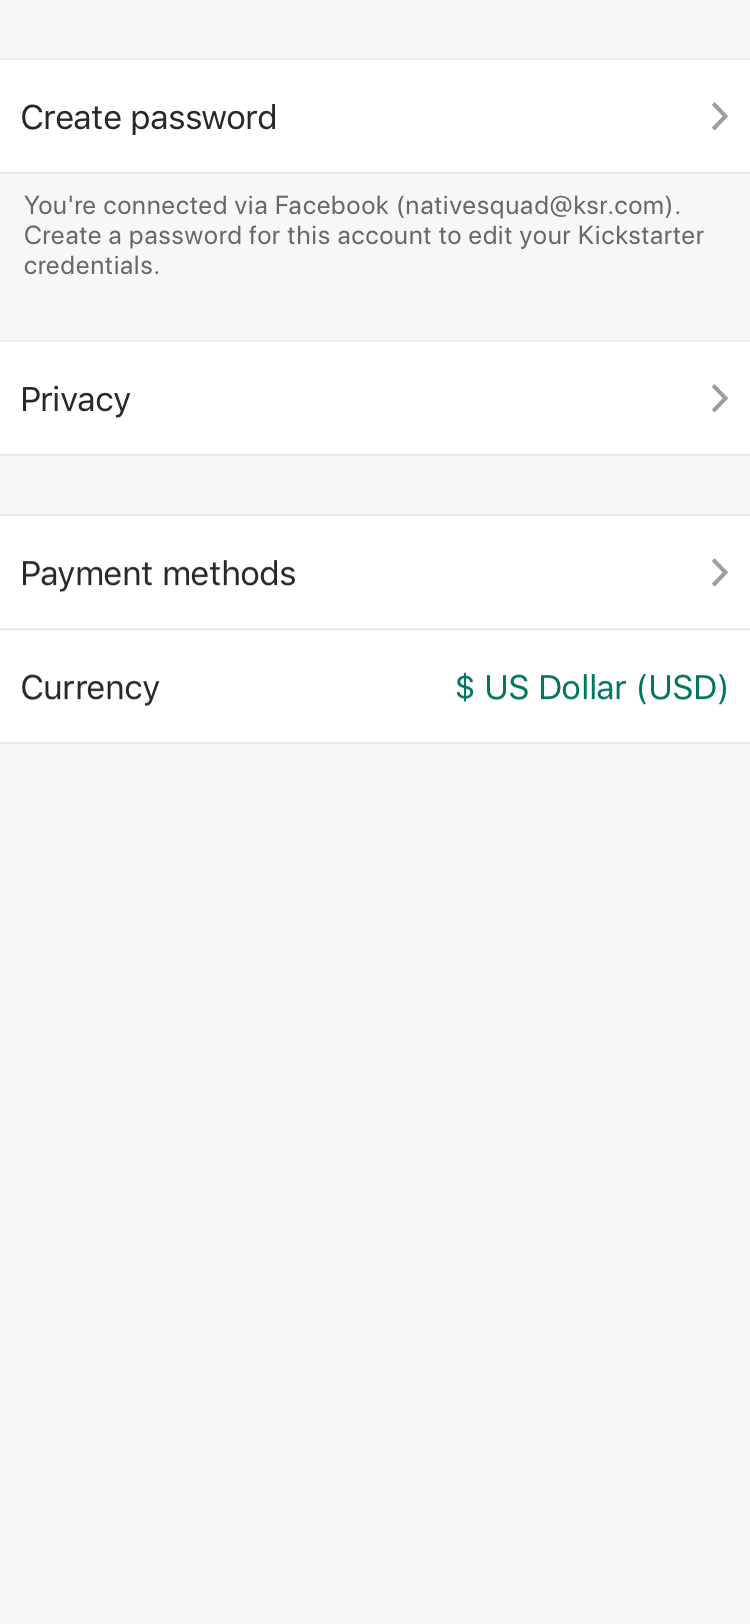 Create password
You're connected via Facebook (nativesquad@ksr.com).
Create a password for this account to edit your Kickstarter
credentials.
Privacy
Payment methods
Currency $ US Dollar (USD)